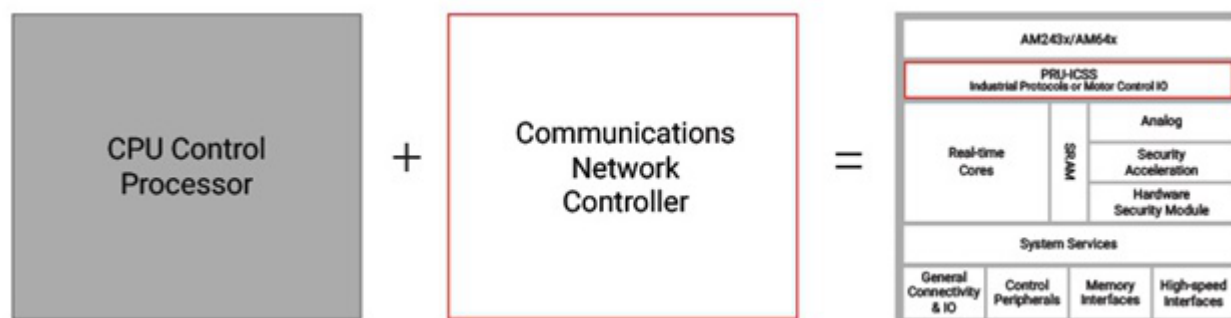 CPU Control
Processor
+
Communications
Network
Controller
=
AM243x/AM64x
PRU-ICSS
Industrial Protocols or Motor Control IO
Real-time
Cores
SRAM
Analog
Security
Acceleration
Hardware
Security Module
System Services
General
Connectivity
& IO
Control
Peripherals
Memory
Interfaces
High-speed
Interfaces